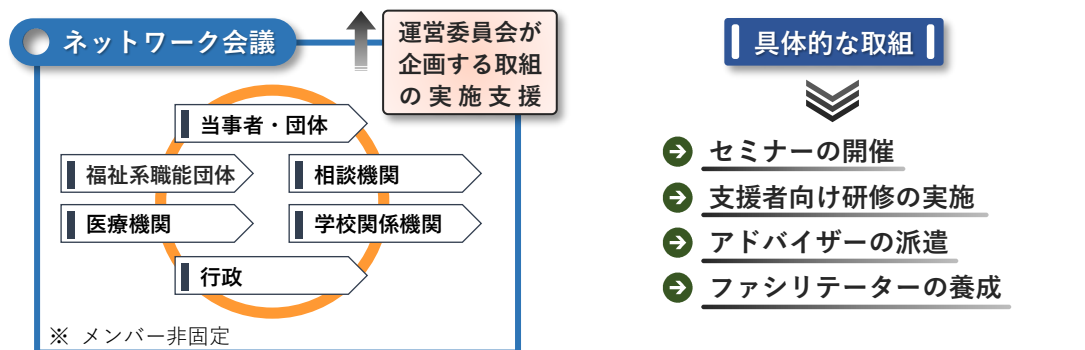 ネットワーク会議
運営委員会が
企画する取組
の実施支援
当事者・団体
福祉系職能団体
相談機関
医療機関
学校関係機関
行政
※ メンバー非固定
具体的な取組
セミナーの開催
支援者向け研修の実施
アドバイザーの派遣
ファシリテーターの養成